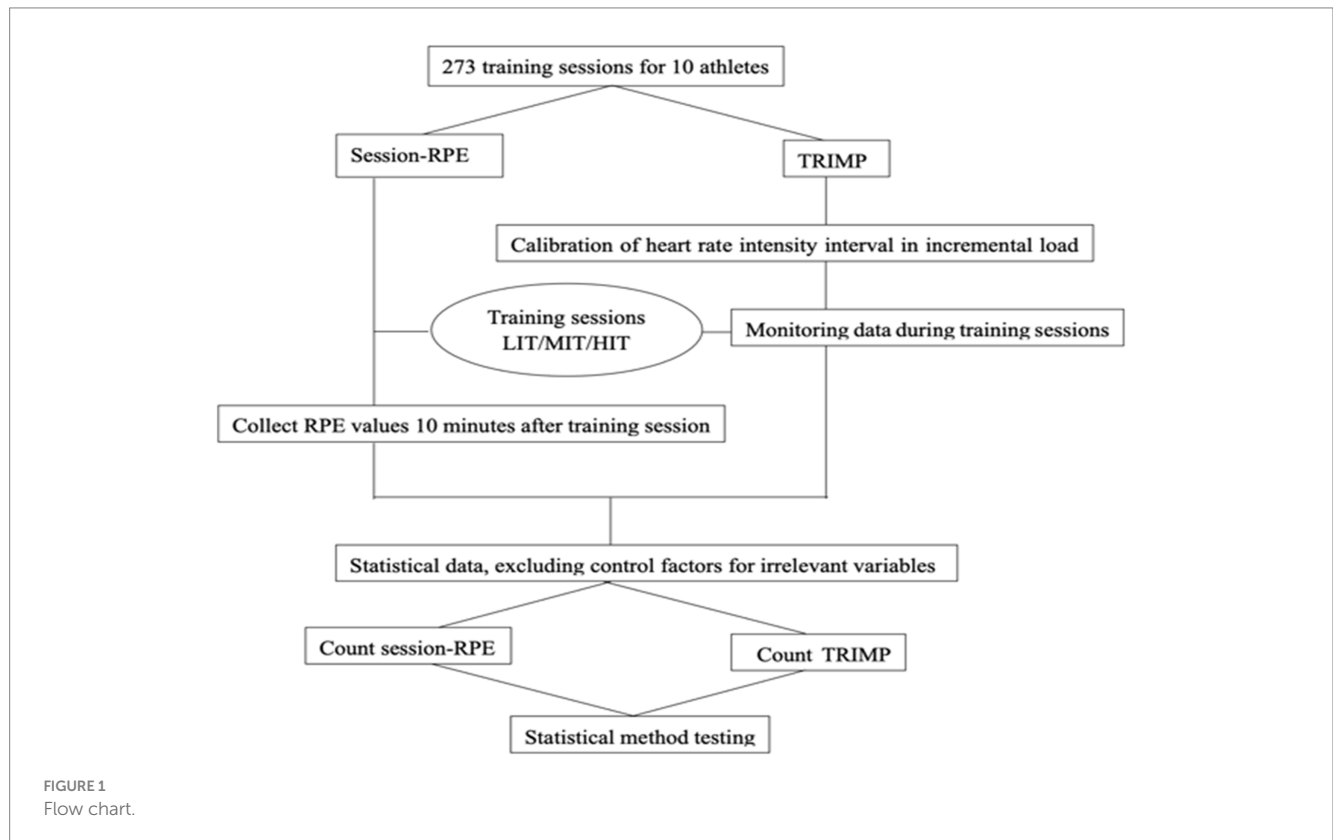 273 training sessions for 10 athletes
Session-RPE
TRIMP
Calibration of heart rate intensity interval in incremental load
Training sessions
LIT/MIT/HIT
Monitoring data during training sessions
Collect RPE values 10 minutes after training session
Statistical data, excluding control factors for irrelevant variables
Count session-RPE
Count TRIMP
Statistical method testing
FIGURE 1
Flow chart.